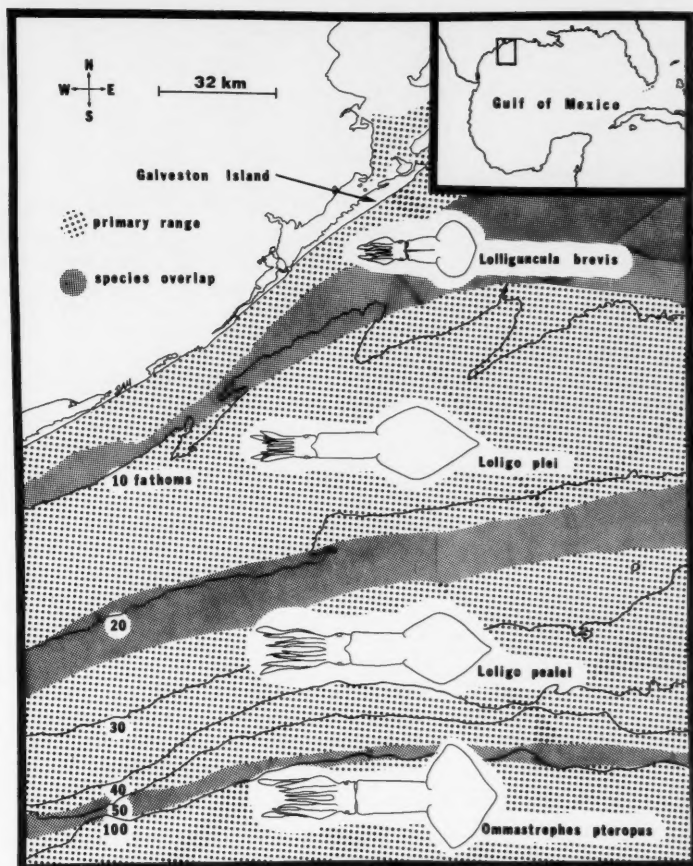 N
W E
S
32 km
Gulf of Mexico
Galveston Island
primary range
species overlap
Lolliguncula brevis
Loligo plei
10 fathoms
20
Loligo pealei
30
40
50
100
Ommastrephes pteropus